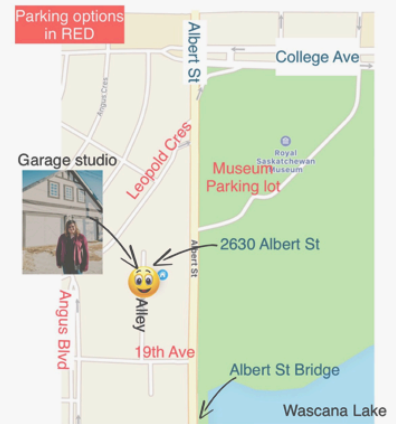 Parking options
in RED
Albert St
College Ave
Angus Cres
Leopold Cres
Royal
Saskatchewan
Museum
Museum
Parking lot
Garage studio
2630 Albert St
Albert St
Alley
Angus Blvd
19th Ave
Albert St Bridge
Wascana Lake